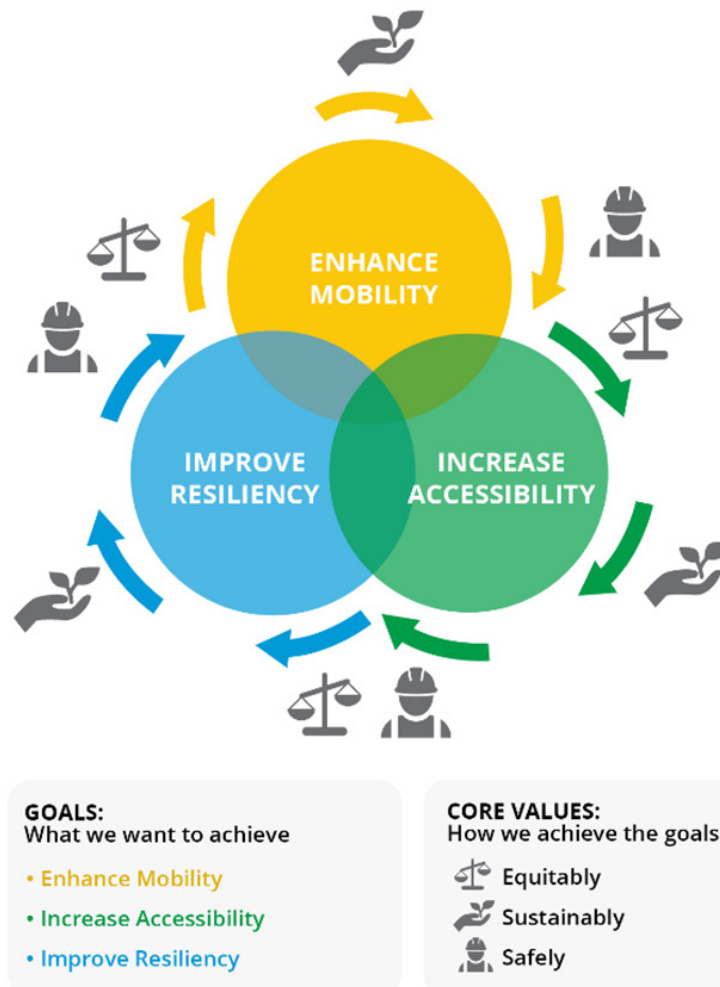 ENHANCE
MOBILITY
IMPROVE
RESILIENCY
INCREASE
ACCESSIBILITY
GOALS:
What we want to achieve
• Enhance Mobility
• Increase Accessibility
• Improve Resiliency
CORE VALUES:
How we achieve the goals
Equitably
Sustainably
Safely